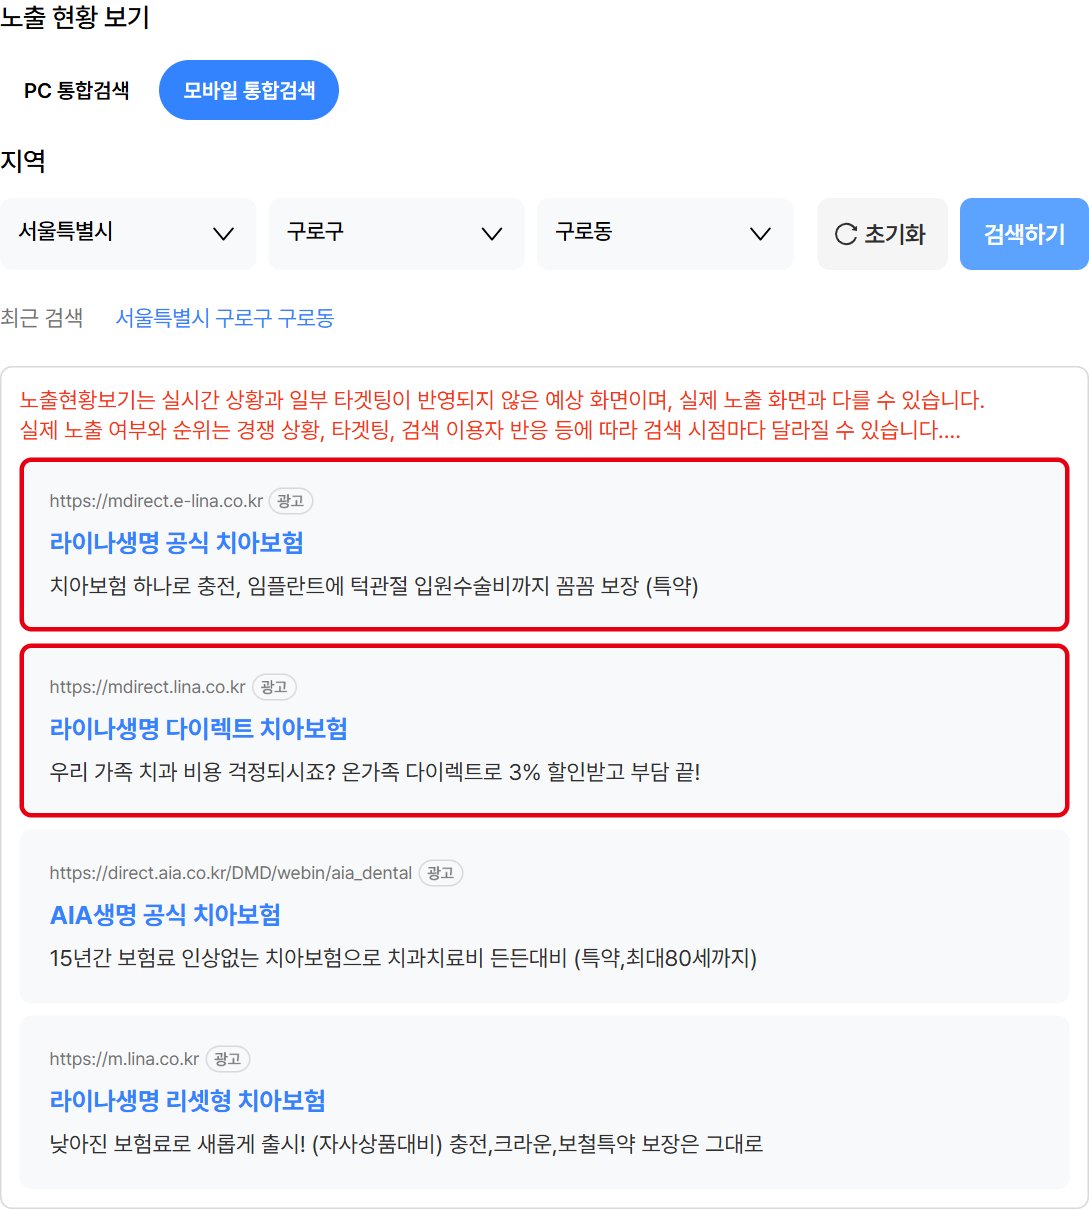 노출 현황 보기
PC 통합검색 모바일 통합검색
지역
서울특별시 구로구 구로동 초기화 검색하기
최근 검색 서울특별시 구로구 구로동
노출현황보기는 실시간 상황과 일부 타겟팅이 반영되지 않은 예상 화면이며, 실제 노출 화면과 다를 수 있습니다.
실제 노출 여부와 순위는 경쟁 상황, 타겟팅, 검색 이용자 반응 등에 따라 검색 시점마다 달라질 수 있습니다....
https://mdirect.e-lina.co.kr 광고
라이나생명 공식 치아보험
치아보험 하나로 충전, 임플란트에 턱관절 입원수술비까지 꼼꼼 보장 (특약)
https://mdirect.lina.co.kr 광고
라이나생명 다이렉트 치아보험
우리 가족 치과 비용 걱정되시죠? 온가족 다이렉트로 3% 할인받고 부담 끝!
https://direct.aia.co.kr/DMD/webin/aia_dental 광고
AIA생명 공식 치아보험
15년간 보험료 인상없는 치아보험으로 치과치료비 든든대비 (특약,최대80세까지)
https://m.lina.co.kr 광고
라이나생명 리셋형 치아보험
낮아진 보험료로 새롭게 출시! (자사상품대비) 충전,크라운,보철특약 보장은 그대로